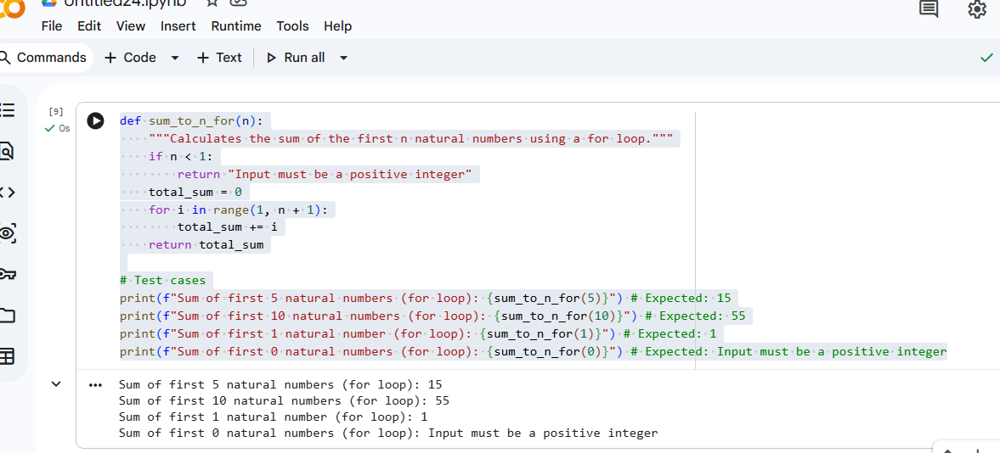 Untitled24.ipynb
File Edit View Insert Runtime Tools Help
Commands + Code + Text Run all
[9]
0s
def sum_to_n_for(n):
    """Calculates the sum of the first n natural numbers using a for loop."""
    if n < 1:
        return "Input must be a positive integer"
    total_sum = 0
    for i in range(1, n + 1):
        total_sum += i
    return total_sum
# Test cases
print(f"Sum of first 5 natural numbers (for loop): {sum_to_n_for(5)}") # Expected: 15
print(f"Sum of first 10 natural numbers (for loop): {sum_to_n_for(10)}") # Expected: 55
print(f"Sum of first 1 natural number (for loop): {sum_to_n_for(1)}") # Expected: 1
print(f"Sum of first 0 natural numbers (for loop): {sum_to_n_for(0)}") # Expected: Input must be a positive integer
Sum of first 5 natural numbers (for loop): 15
Sum of first 10 natural numbers (for loop): 55
Sum of first 1 natural number (for loop): 1
Sum of first 0 natural numbers (for loop): Input must be a positive integer